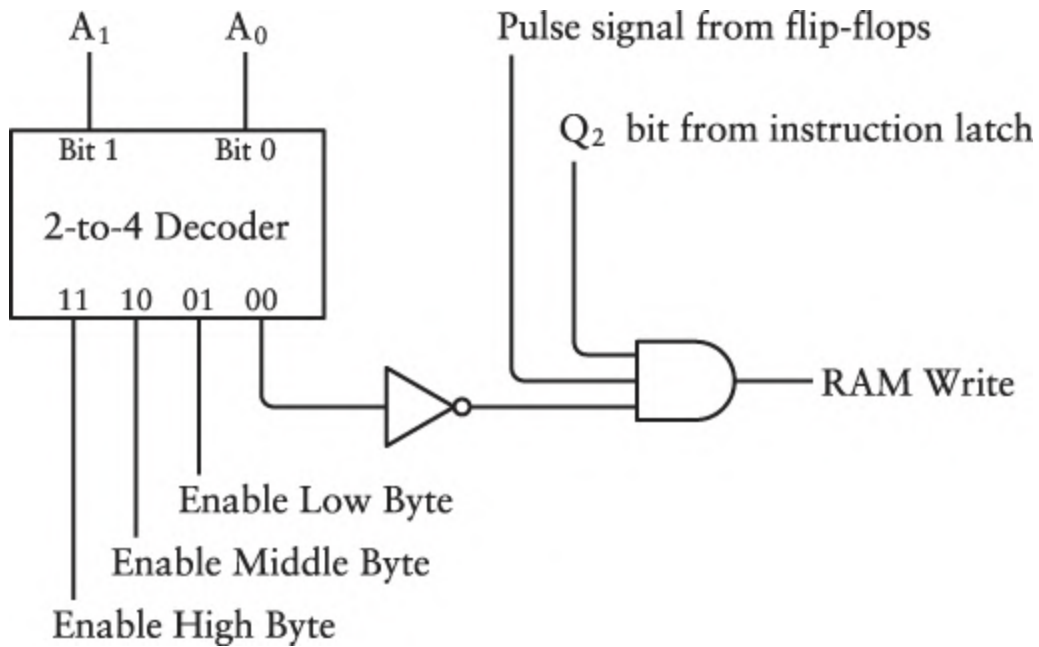 A₁ A₀ Pulse signal from flip-flops
Q₂ bit from instruction latch
Bit 1 Bit 0
2-to-4 Decoder
11 10 01 00
RAM Write
Enable Low Byte
Enable Middle Byte
Enable High Byte